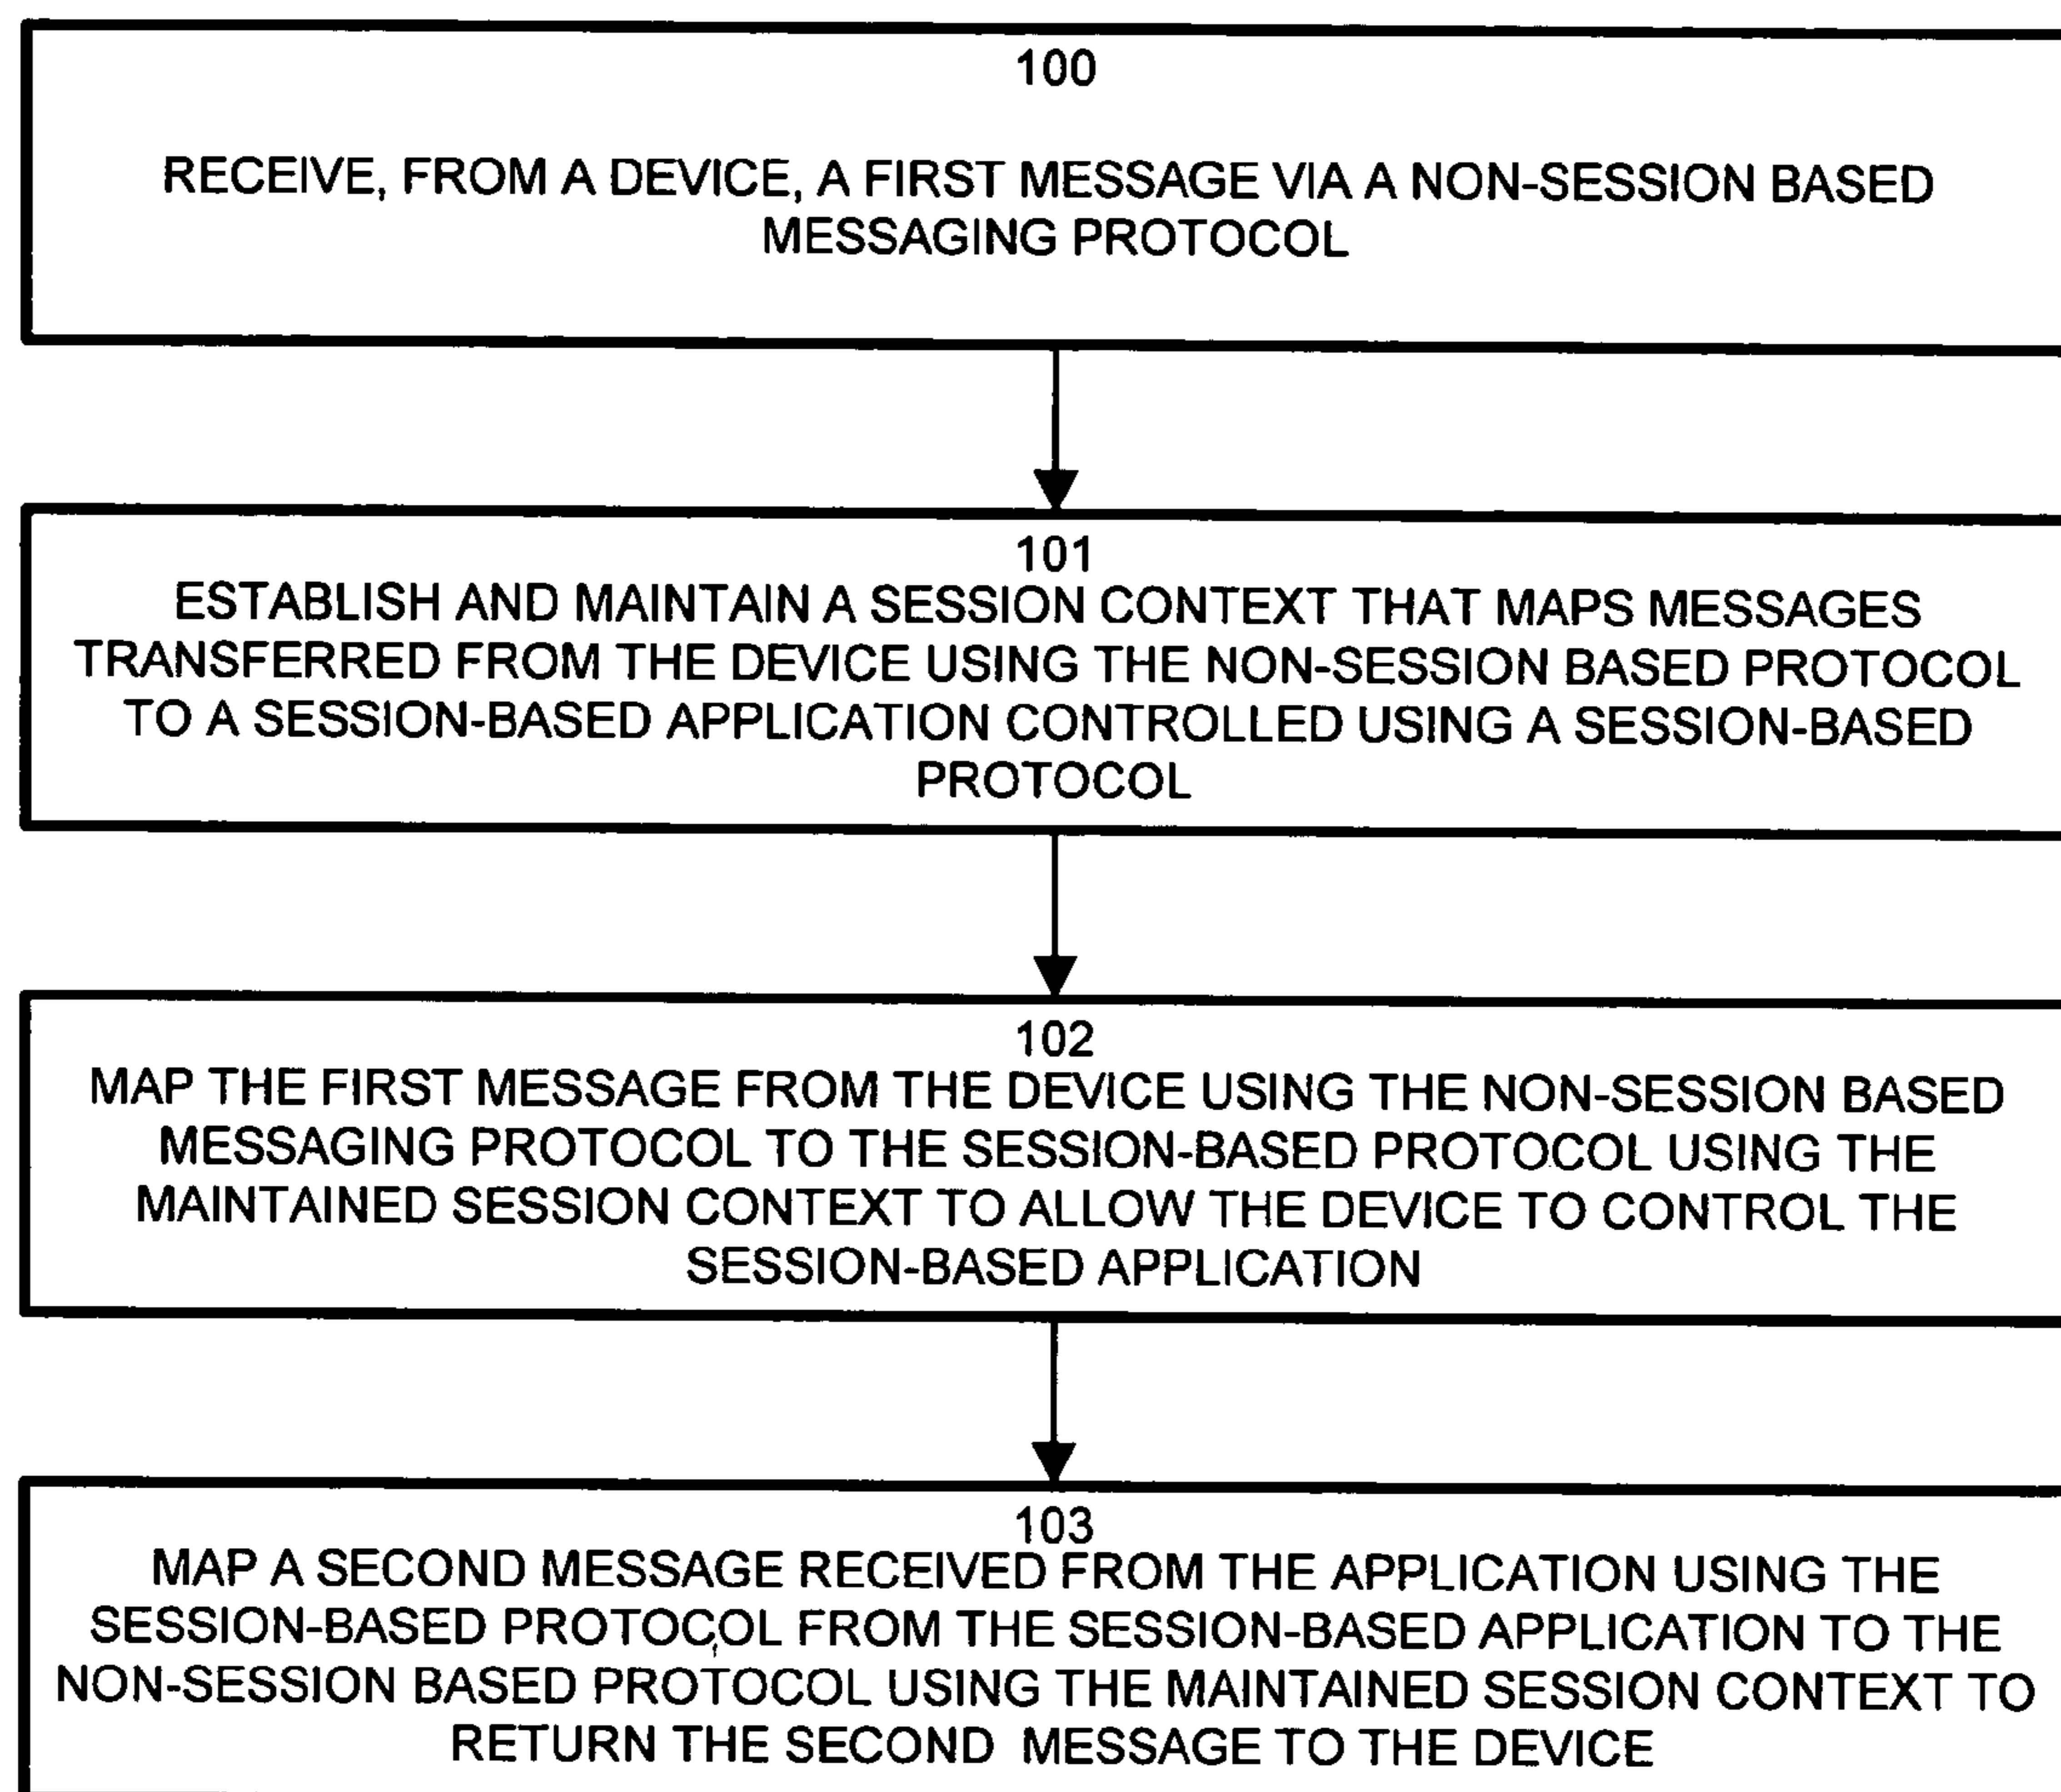 100
RECEIVE, FROM A DEVICE, A FIRST MESSAGE VIA A NON-SESSION BASED
MESSAGING PROTOCOL
101
ESTABLISH AND MAINTAIN A SESSION CONTEXT THAT MAPS MESSAGES
TRANSFERRED FROM THE DEVICE USING THE NON-SESSION BASED PROTOCOL
TO A SESSION-BASED APPLICATION CONTROLLED USING A SESSION-BASED
PROTOCOL
102
MAP THE FIRST MESSAGE FROM THE DEVICE USING THE NON-SESSION BASED
MESSAGING PROTOCOL TO THE SESSION-BASED PROTOCOL USING THE
MAINTAINED SESSION CONTEXT TO ALLOW THE DEVICE TO CONTROL THE
SESSION-BASED APPLICATION
103
MAP A SECOND MESSAGE RECEIVED FROM THE APPLICATION USING THE
SESSION-BASED PROTOCOL FROM THE SESSION-BASED APPLICATION TO THE
NON-SESSION BASED PROTOCOL USING THE MAINTAINED SESSION CONTEXT TO
RETURN THE SECOND MESSAGE TO THE DEVICE